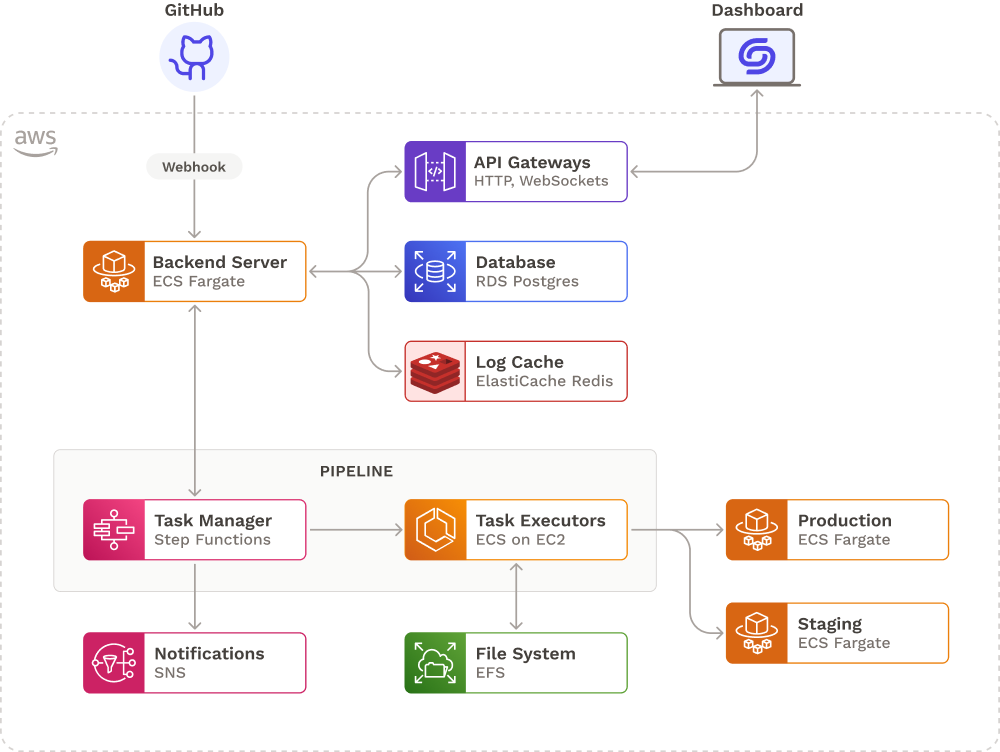 GitHub
Dashboard
aws
Webhook
API Gateways
HTTP, WebSockets
Backend Server
ECS Fargate
Database
RDS Postgres
Log Cache
ElastiCache Redis
PIPELINE
Task Manager
Step Functions
Task Executors
ECS on EC2
Production
ECS Fargate
Staging
ECS Fargate
Notifications
SNS
File System
EFS